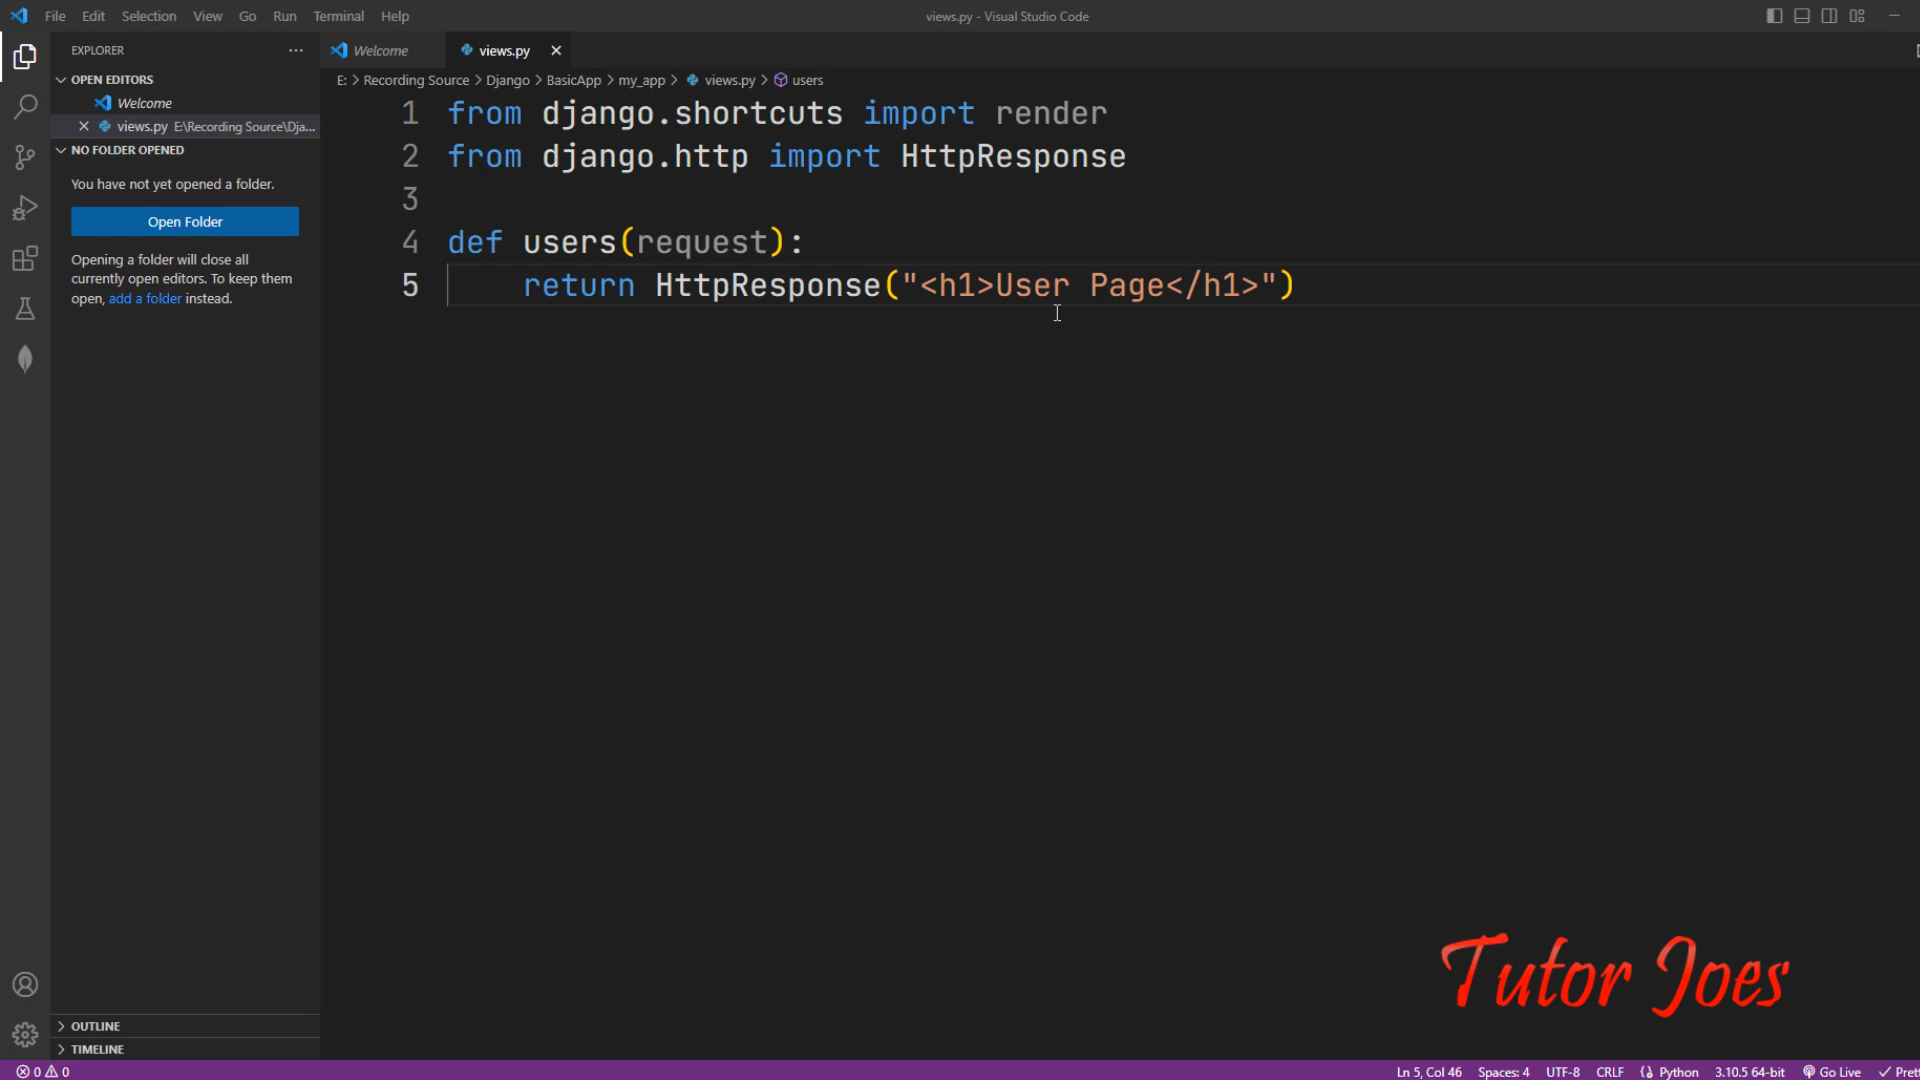 File Edit Selection View Go Run Terminal Help
views.py - Visual Studio Code
EXPLORER
Welcome
views.py
OPEN EDITORS
Welcome
views.py E:\Recording Source\Dja...
NO FOLDER OPENED
You have not yet opened a folder.
Open Folder
Opening a folder will close all
currently open editors. To keep them
open, add a folder instead.
E: > Recording Source > Django > BasicApp > my_app > views.py > users
1 from django.shortcuts import render
2 from django.http import HttpResponse
3
4 def users(request):
5 return HttpResponse("<h1>User Page</h1>")
Tutor Joes
OUTLINE
TIMELINE
0 0
Ln 5, Col 46 Spaces: 4 UTF-8 CRLF Python 3.10.5 64-bit Go Live